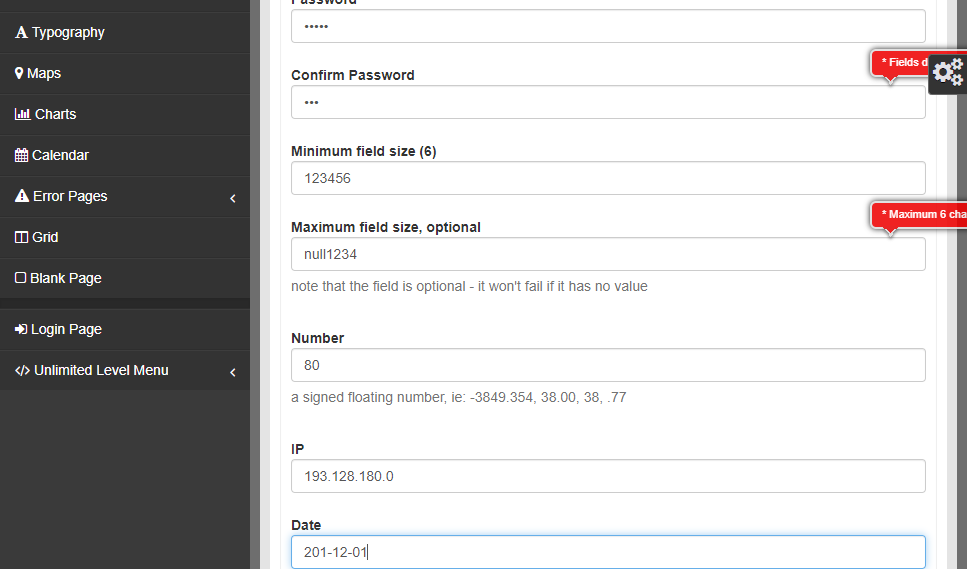 Typography
Maps
Charts
Calendar
Error Pages
Grid
Blank Page
Login Page
Unlimited Level Menu
Password
•••••
* Fields d
Confirm Password
•••
Minimum field size (6)
123456
* Maximum 6 cha
Maximum field size, optional
null1234
note that the field is optional - it won't fail if it has no value
Number
80
a signed floating number, ie: -3849.354, 38.00, 38, .77
IP
193.128.180.0
Date
201-12-01